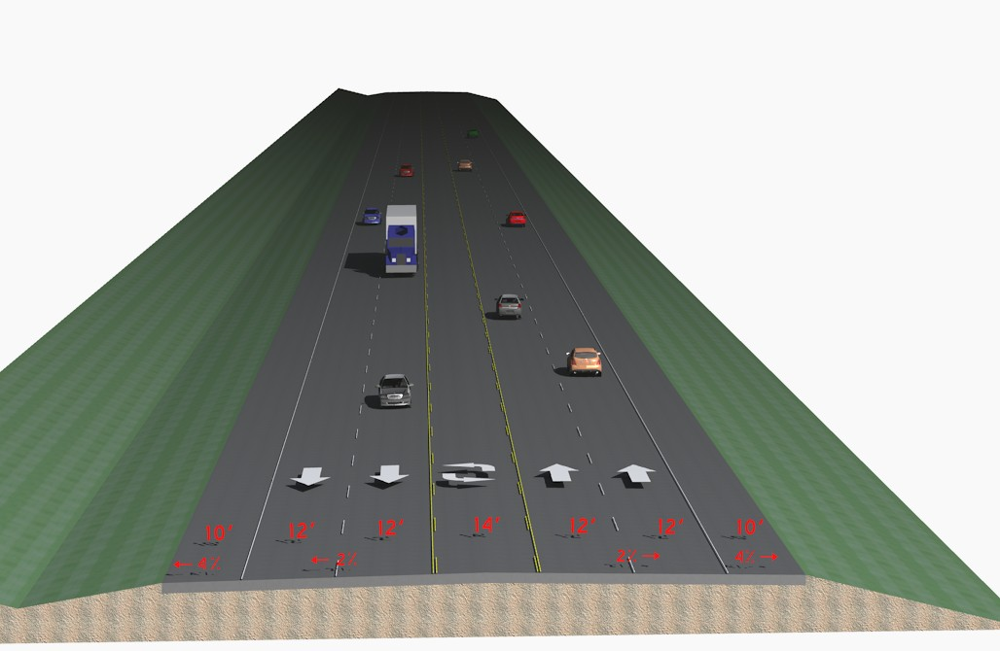 10' 12' 12' 14' 12' 12' 10'
← 4% ← 2% 2% → 4% →